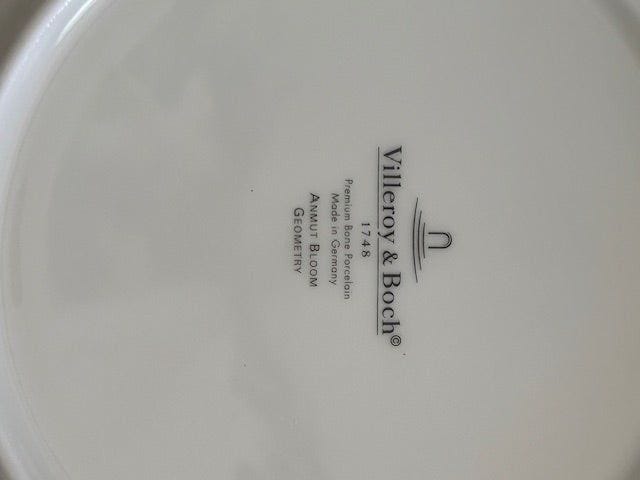 Villeroy & Boch©
1748
Premium Bone Porcelain
Made in Germany
ANMUT BLOOM
GEOMETRY